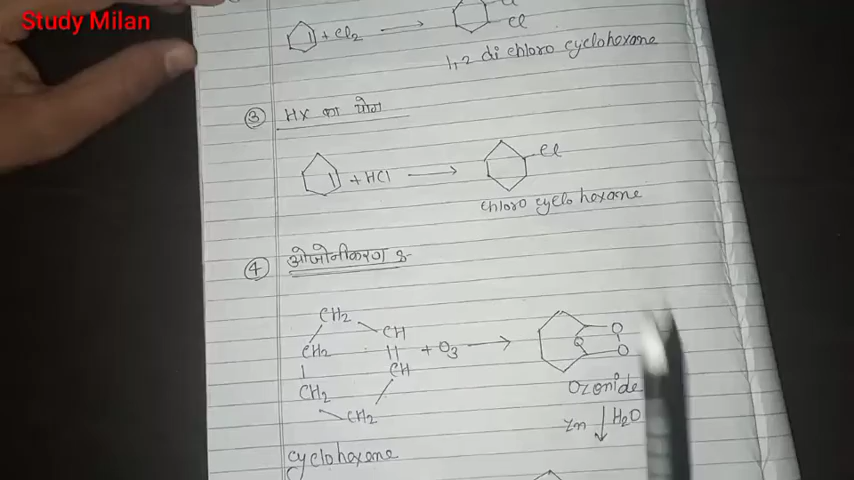 Study Milan
+ Cl2 → Cl
1,2 di chloro cyclohexane
③ HX का योग
+ HCl → Cl
chloro cyclo hexane
④ ओजोनीकरण :-
CH2
CH
CH2
H
+ O3 →
O
O
O
CH
CH2
CH2
Ozonide
Zn ↓ H2O
cyclohexane